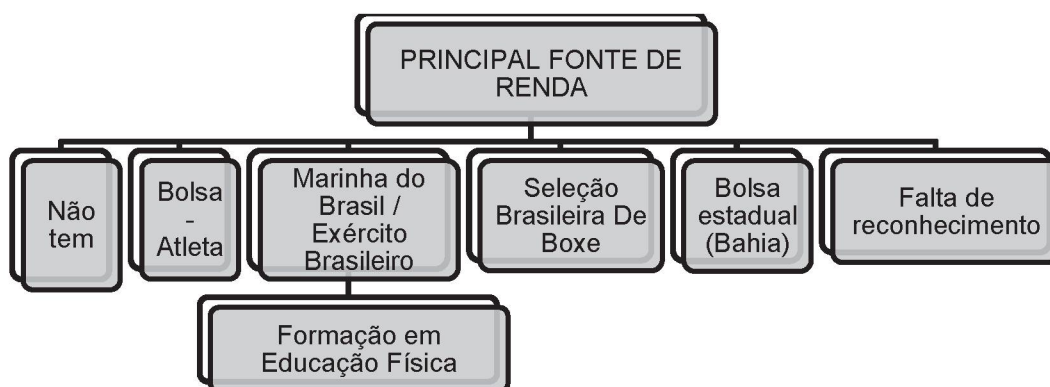 PRINCIPAL FONTE DE
RENDA
Não
tem
Bolsa
-
Atleta
Marinha do
Brasil /
Exército
Brasileiro
Seleção
Brasileira De
Boxe
Bolsa
estadual
(Bahia)
Falta de
reconhecimento
Formação em
Educação Física